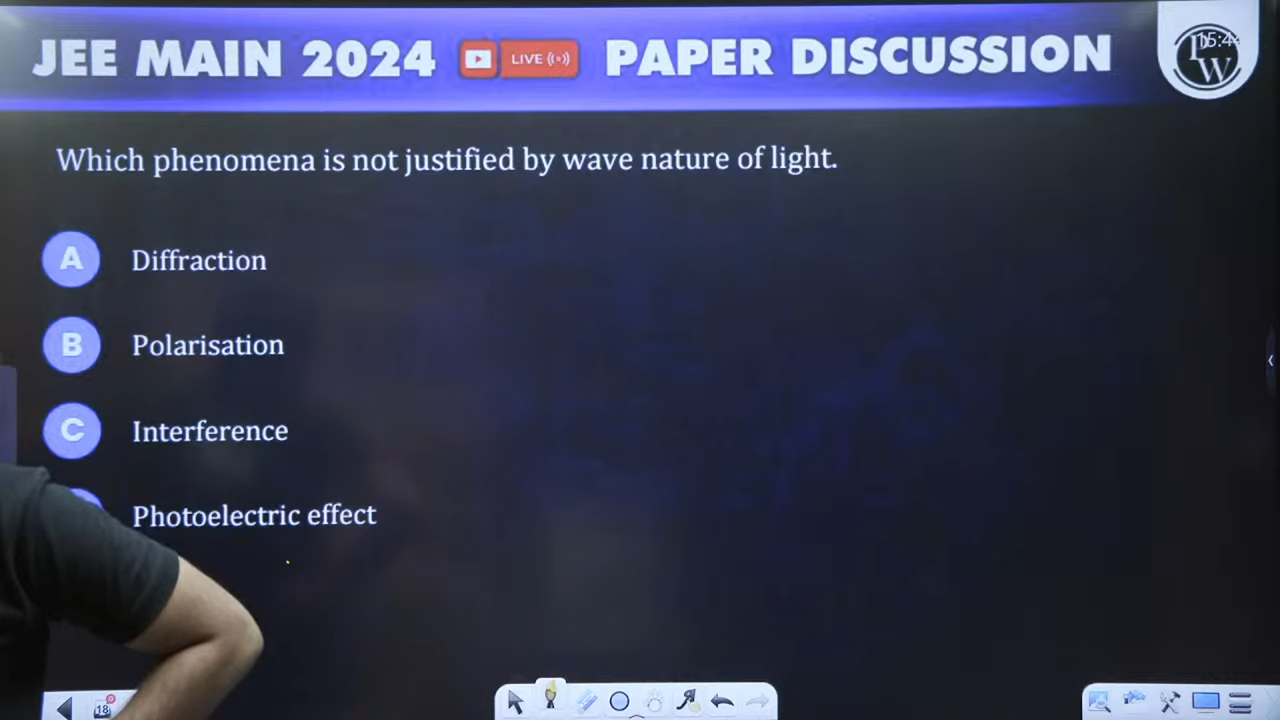 JEE MAIN 2024 LIVE PAPER DISCUSSION
Which phenomena is not justified by wave nature of light.
A Diffraction
B Polarisation
C Interference
Photoelectric effect
18